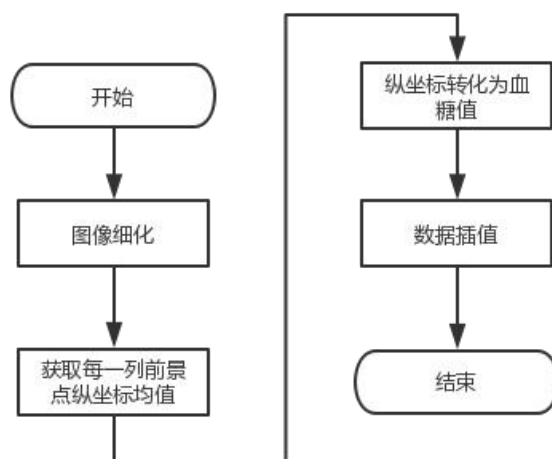 开始
图像细化
获取每一列前景
点纵坐标均值
纵坐标转化为血
糖值
数据插值
结束